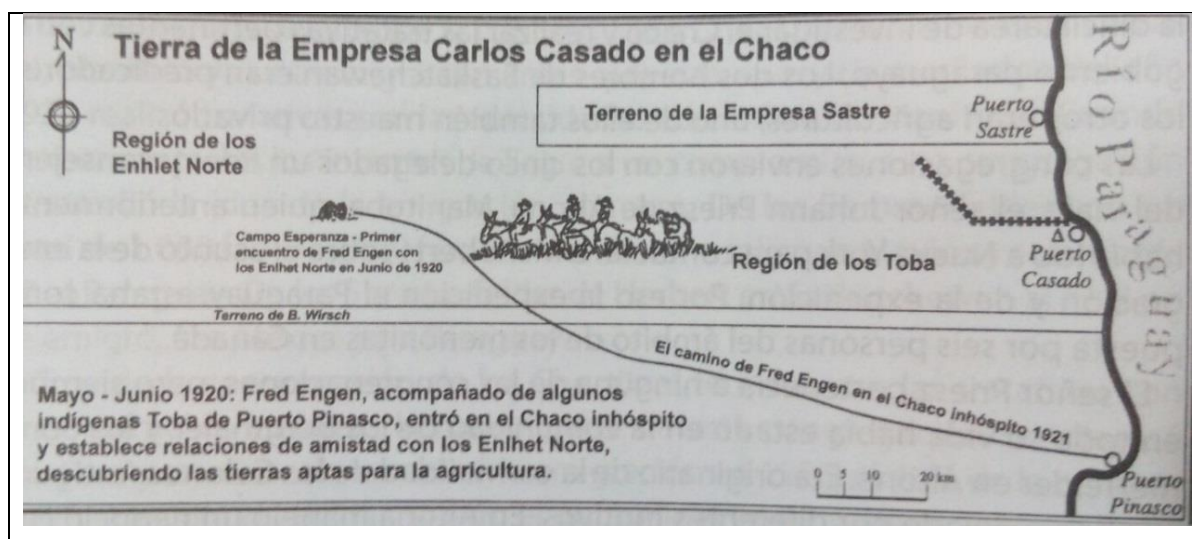 N
Tierra de la Empresa Carlos Casado en el Chaco
Región de los
Enhlet Norte
Terreno de la Empresa Sastre
Puerto
Sastre
Río Paraguay
Campo Esperanza - Primer
encuentro de Fred Engen con
los Enlhet Norte en Junio de 1920
Región de los Toba
Puerto
Casado
Terreno de B. Wirsch
El camino de Fred Engen en el Chaco inhóspito 1921
Mayo - Junio 1920: Fred Engen, acompañado de algunos
indígenas Toba de Puerto Pinasco, entró en el Chaco inhóspito
y establece relaciones de amistad con los Enlhet Norte,
descubriendo las tierras aptas para la agricultura.
0 5 10 20 km
Puerto
Pinasco